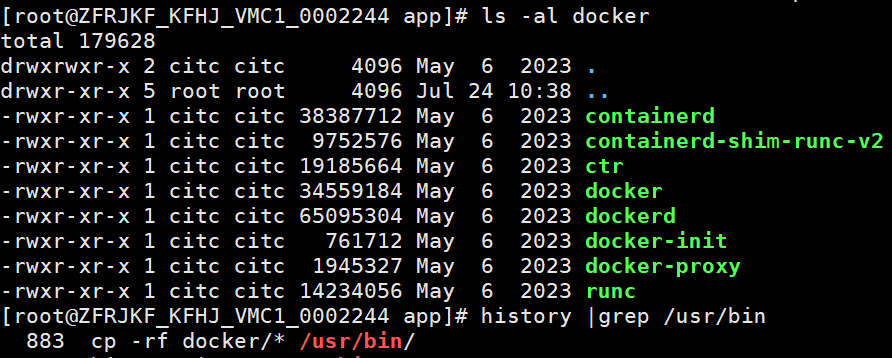 [root@ZFRJKF_KFHJ_VMC1_0002244 app]# ls -al docker
total 179628
drwxrwxr-x 2 citc citc     4096 May  6  2023 .
drwxr-xr-x 5 root root     4096 Jul 24 10:38 ..
-rwxr-xr-x 1 citc citc 38387712 May  6  2023 containerd
-rwxr-xr-x 1 citc citc  9752576 May  6  2023 containerd-shim-runc-v2
-rwxr-xr-x 1 citc citc 19185664 May  6  2023 ctr
-rwxr-xr-x 1 citc citc 34559184 May  6  2023 docker
-rwxr-xr-x 1 citc citc 65095304 May  6  2023 dockerd
-rwxr-xr-x 1 citc citc   761712 May  6  2023 docker-init
-rwxr-xr-x 1 citc citc  1945327 May  6  2023 docker-proxy
-rwxr-xr-x 1 citc citc 14234056 May  6  2023 runc
[root@ZFRJKF_KFHJ_VMC1_0002244 app]# history |grep /usr/bin
  883  cp -rf docker/* /usr/bin/